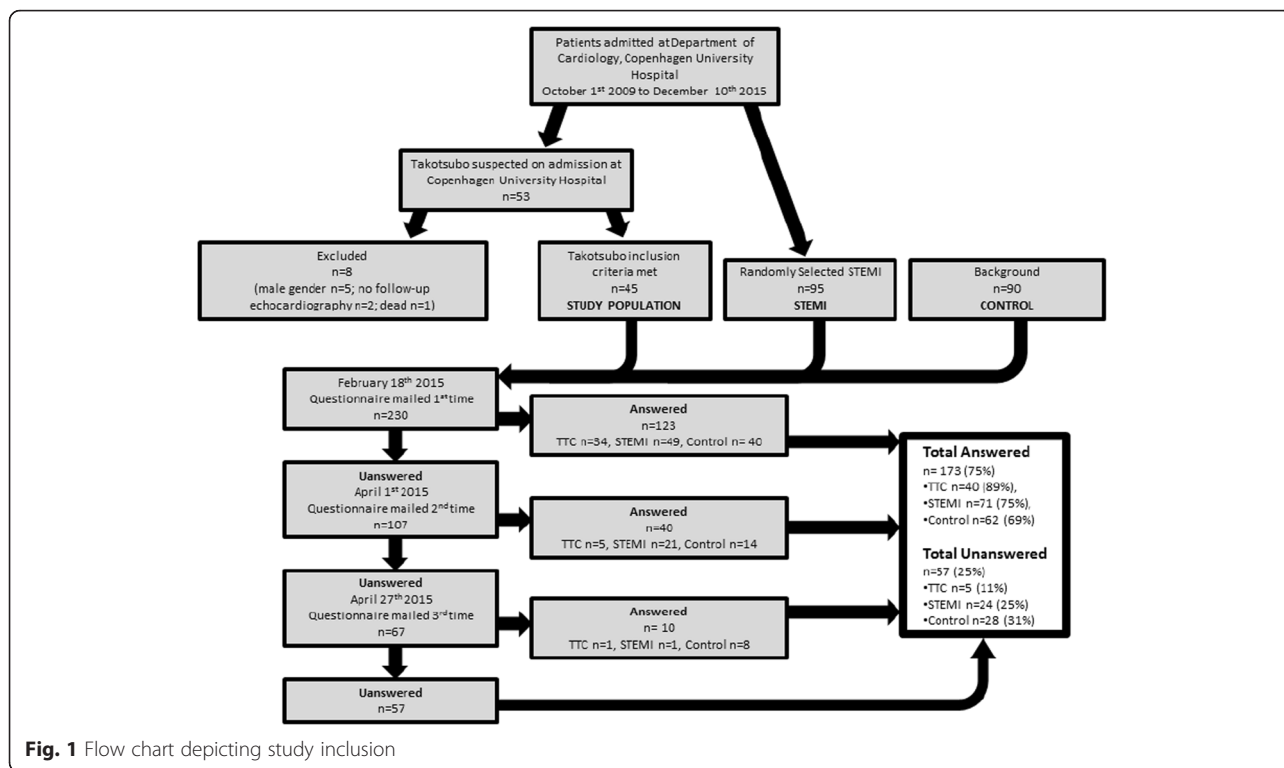 Patients admitted at Department of
Cardiology, Copenhagen University
Hospital
October 1st 2009 to December 10th 2015
Takotsubo suspected on admission at
Copenhagen University Hospital
n=53
Excluded
n=8
(male gender n=5; no follow-up
echocardiography n=2; dead n=1)
Takotsubo inclusion
criteria met
n=45
STUDY POPULATION
Randomly Selected STEMI
n=95
STEMI
Background
n=90
CONTROL
February 18th 2015
Questionnaire mailed 1st time
n=230
Answered
n=123
TTC n=34, STEMI n=49, Control n= 40
Unanswered
April 1st 2015
Questionnaire mailed 2nd time
n=107
Answered
n=40
TTC n=5, STEMI n=21, Control n=14
Unanswered
April 27th 2015
Questionnaire mailed 3rd time
n=67
Answered
n= 10
TTC n=1, STEMI n=1, Control n=8
Uanswered
n=57
Total Answered
n= 173 (75%)
•TTC n=40 (89%),
•STEMI n=71 (75%),
•Control n=62 (69%)
Total Unanswered
n=57 (25%)
•TTC n=5 (11%)
•STEMI n=24 (25%)
•Control n=28 (31%)
Fig. 1 Flow chart depicting study inclusion